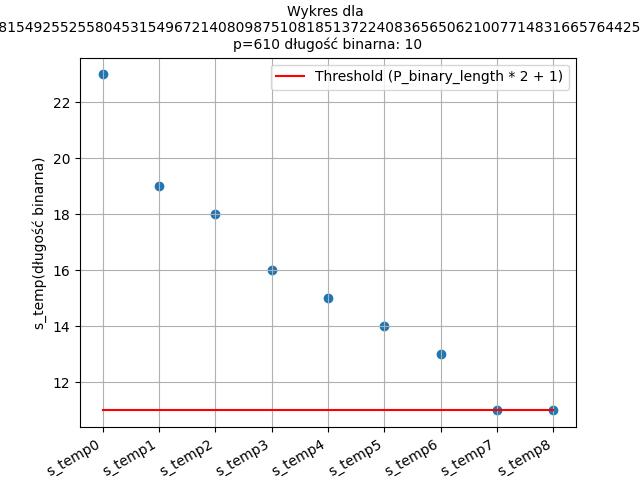 Wykres dla
8154925525580453154967214080987510818513722408365650621007714831665764425
p=610 długość binarna: 10
Threshold (P_binary_length * 2 + 1)
s_temp(długość binarna)
22
20
18
16
14
12
s_temp0
s_temp1
s_temp2
s_temp3
s_temp4
s_temp5
s_temp6
s_temp7
s_temp8